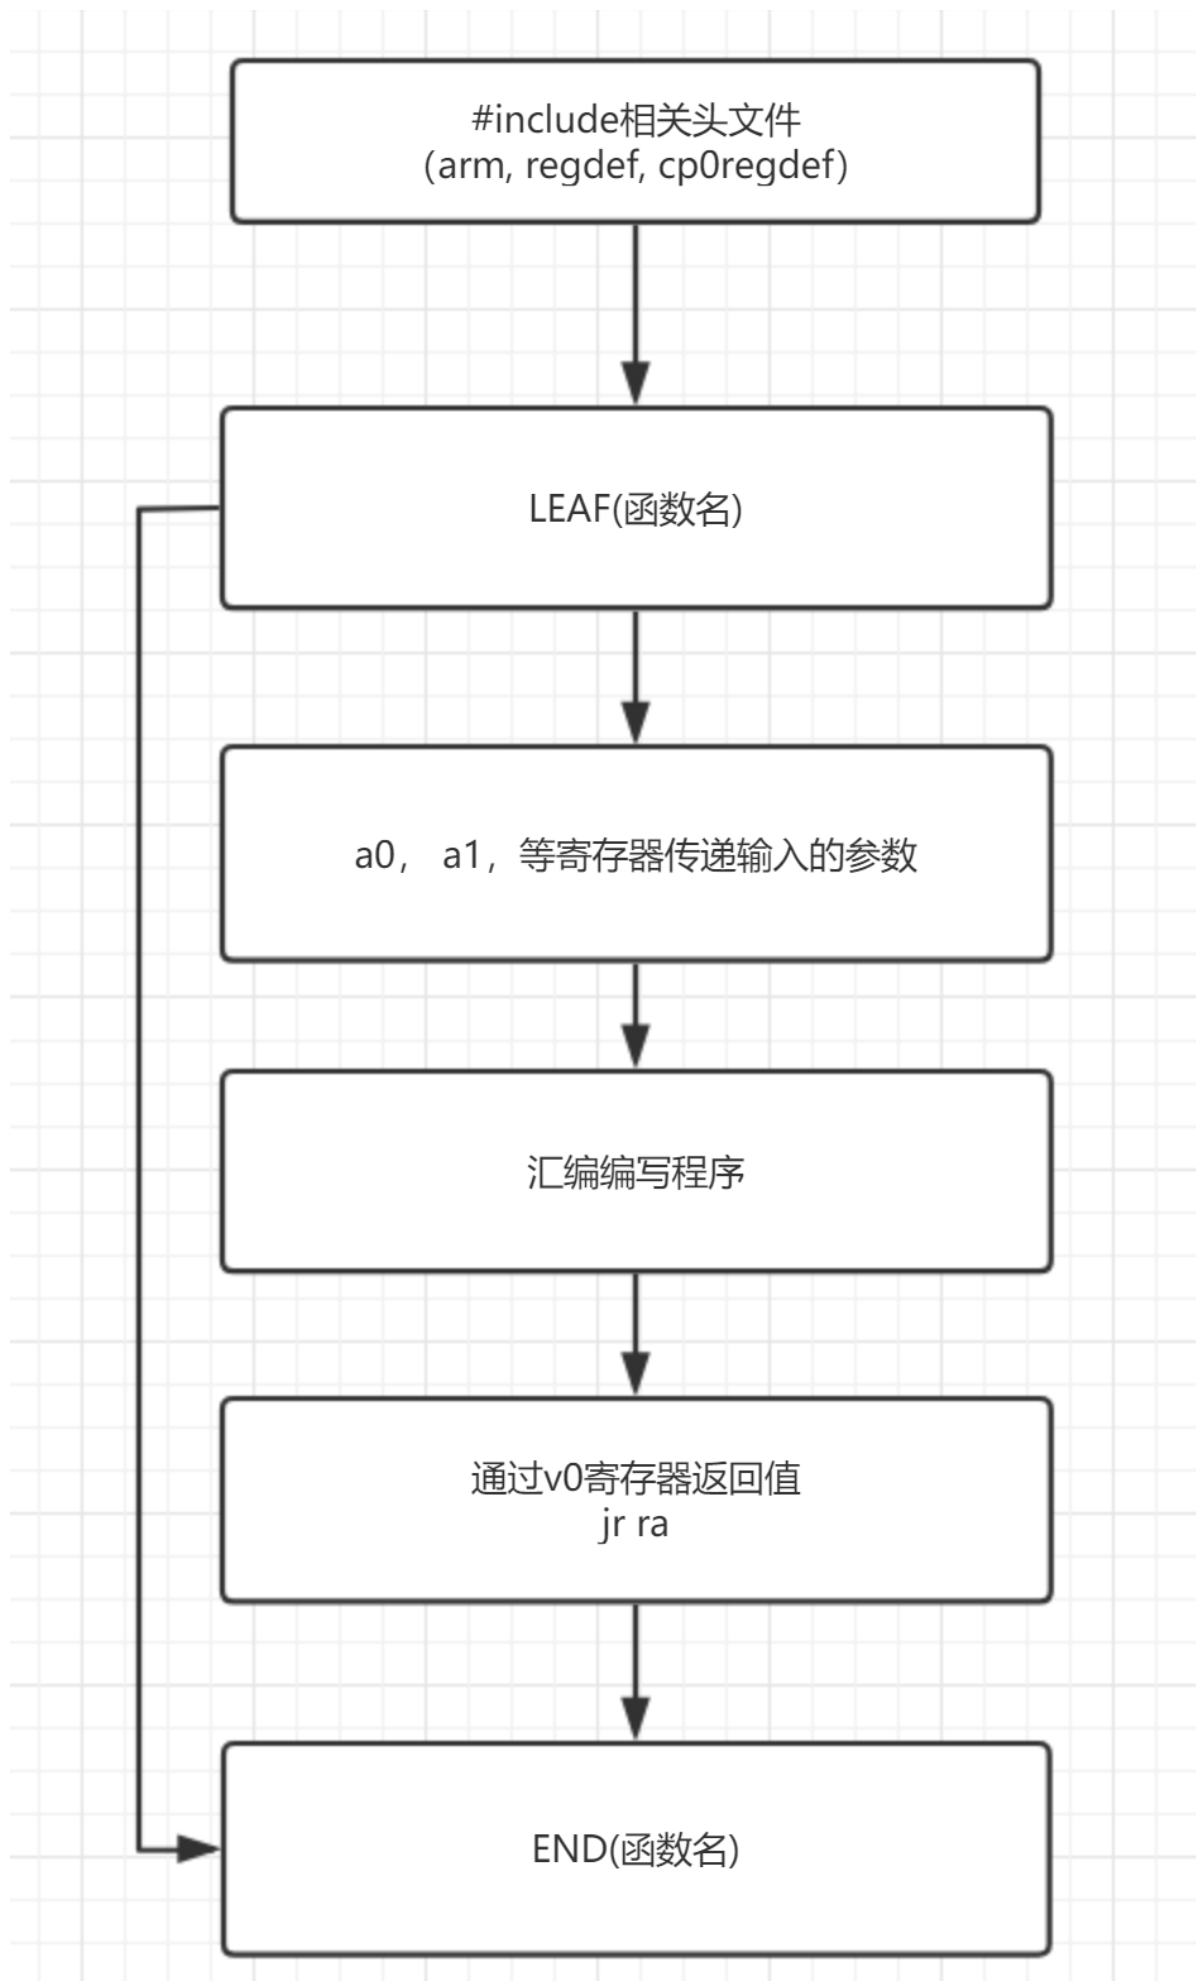 #include相关头文件
（arm, regdef, cp0regdef）
LEAF(函数名)
a0， a1，等寄存器传递输入的参数
汇编编写程序
通过v0寄存器返回值
jr ra
END(函数名)